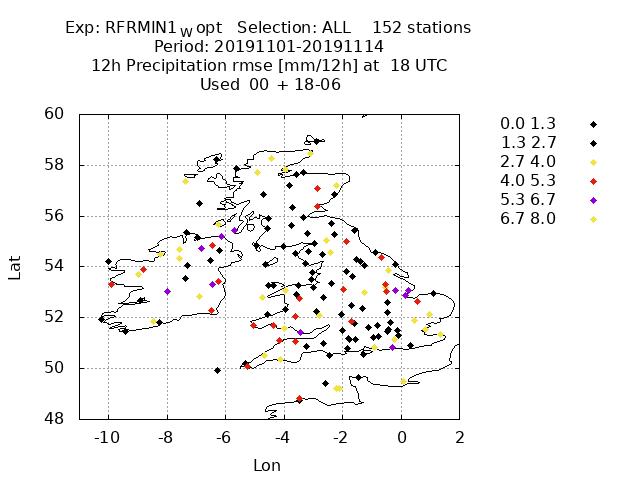 Exp: RFRMIN1wopt Selection: ALL 152 stations
Period: 20191101-20191114
12h Precipitation rmse [mm/12h] at 18 UTC
Used 00 + 18-06
60
58
56
54
52
50
48
Lat
-10 -8 -6 -4 -2 0 2
Lon
0.0 1.3
1.3 2.7
2.7 4.0
4.0 5.3
5.3 6.7
6.7 8.0